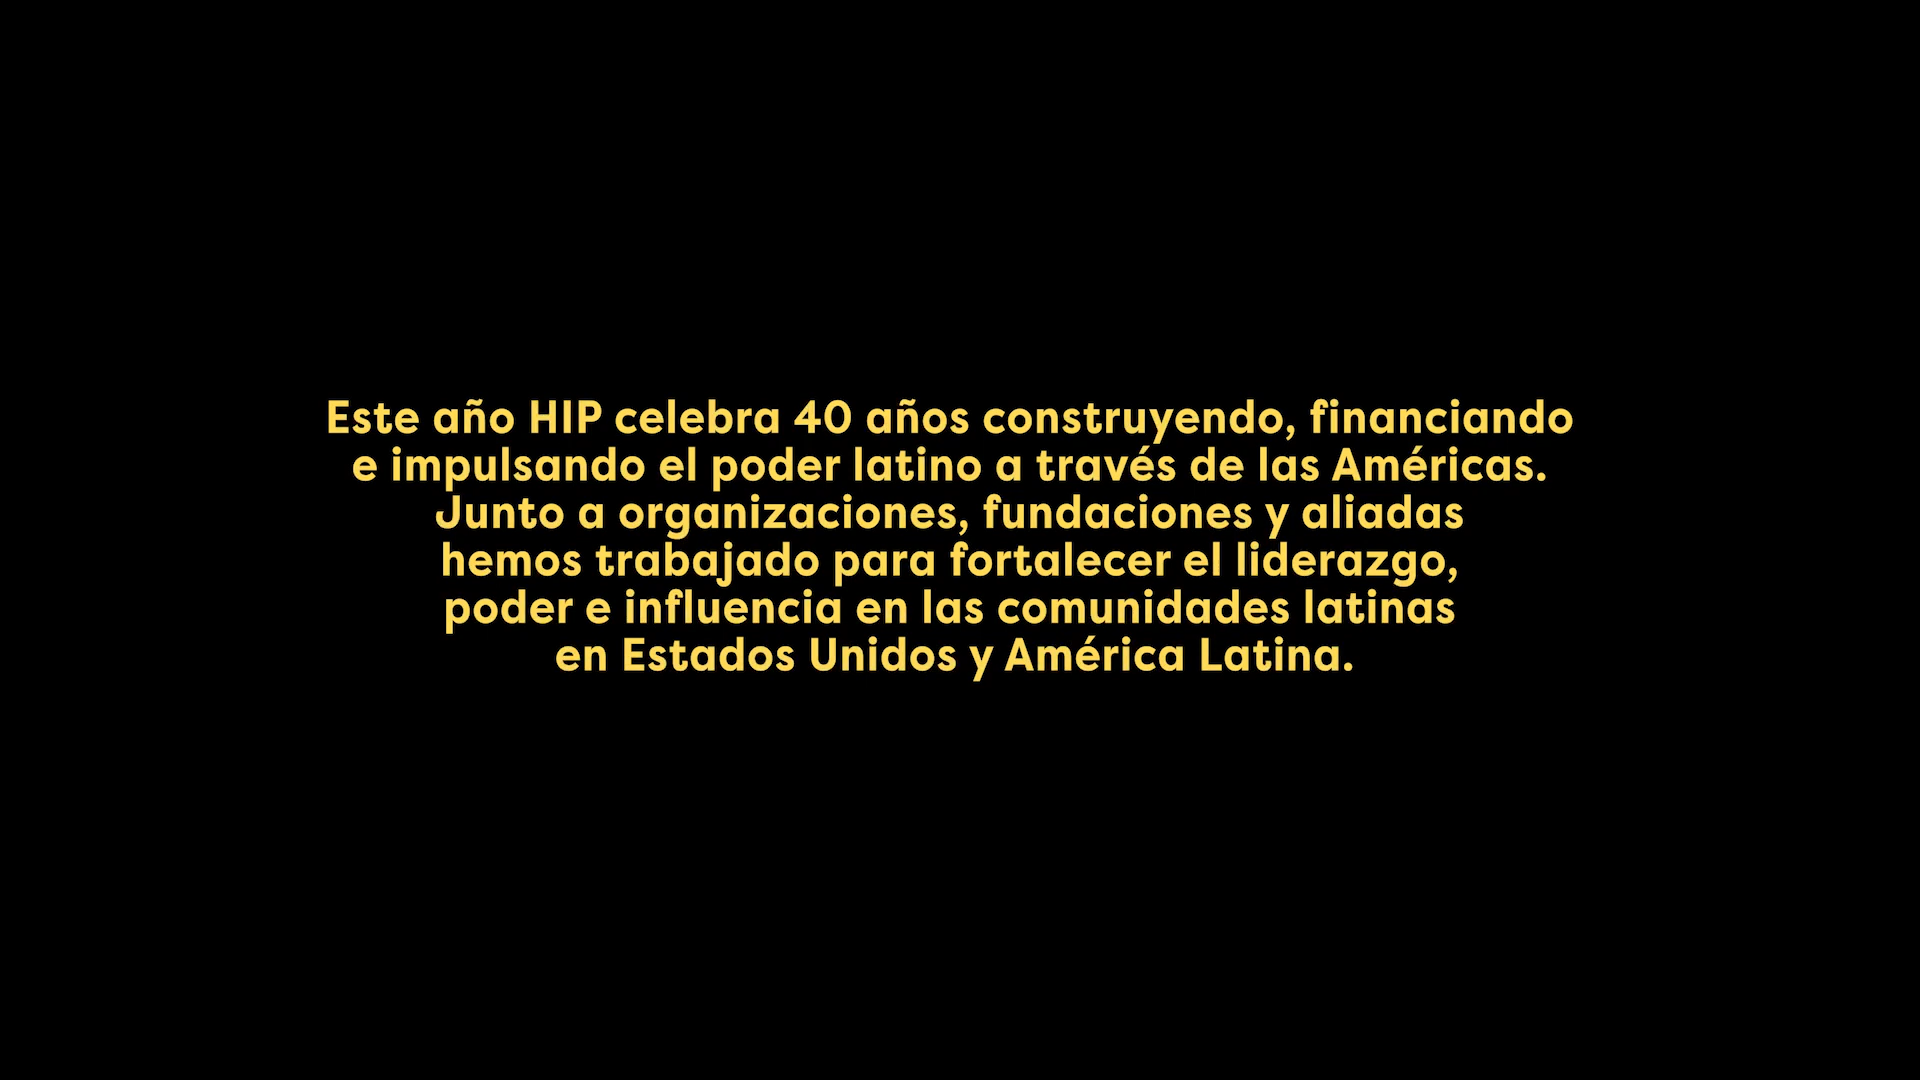 Este año HIP celebra 40 años construyendo, financiando
e impulsando el poder latino a través de las Américas.
Junto a organizaciones, fundaciones y aliadas
hemos trabajado para fortalecer el liderazgo,
poder e influencia en las comunidades latinas
en Estados Unidos y América Latina.